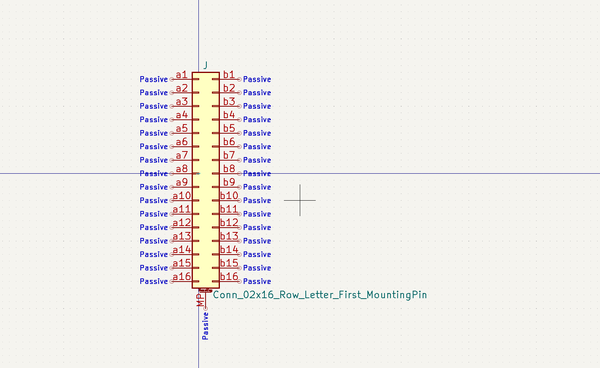 J
Passive a1 b1 Passive
Passive a2 b2 Passive
Passive a3 b3 Passive
Passive a4 b4 Passive
Passive a5 b5 Passive
Passive a6 b6 Passive
Passive a7 b7 Passive
Passive a8 b8 Passive
Passive a9 b9 Passive
Passive a10 b10 Passive
Passive a11 b11 Passive
Passive a12 b12 Passive
Passive a13 b13 Passive
Passive a14 b14 Passive
Passive a15 b15 Passive
Passive a16 b16 Passive
Conn_02x16_Row_Letter_First_MountingPin
MP
Passive